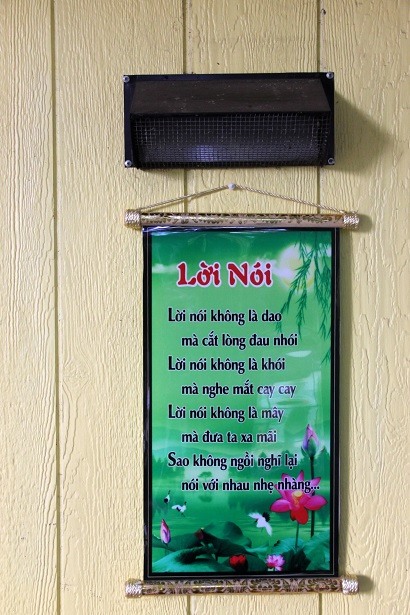 Lời Nói
Lời nói không là dao
mà cắt lòng đau nhói
Lời nói không là khói
mà nghe mắt cay cay
Lời nói không là mây
mà đưa ta xa mãi
Sao không ngồi nghĩ lại
nói với nhau nhẹ nhàng...